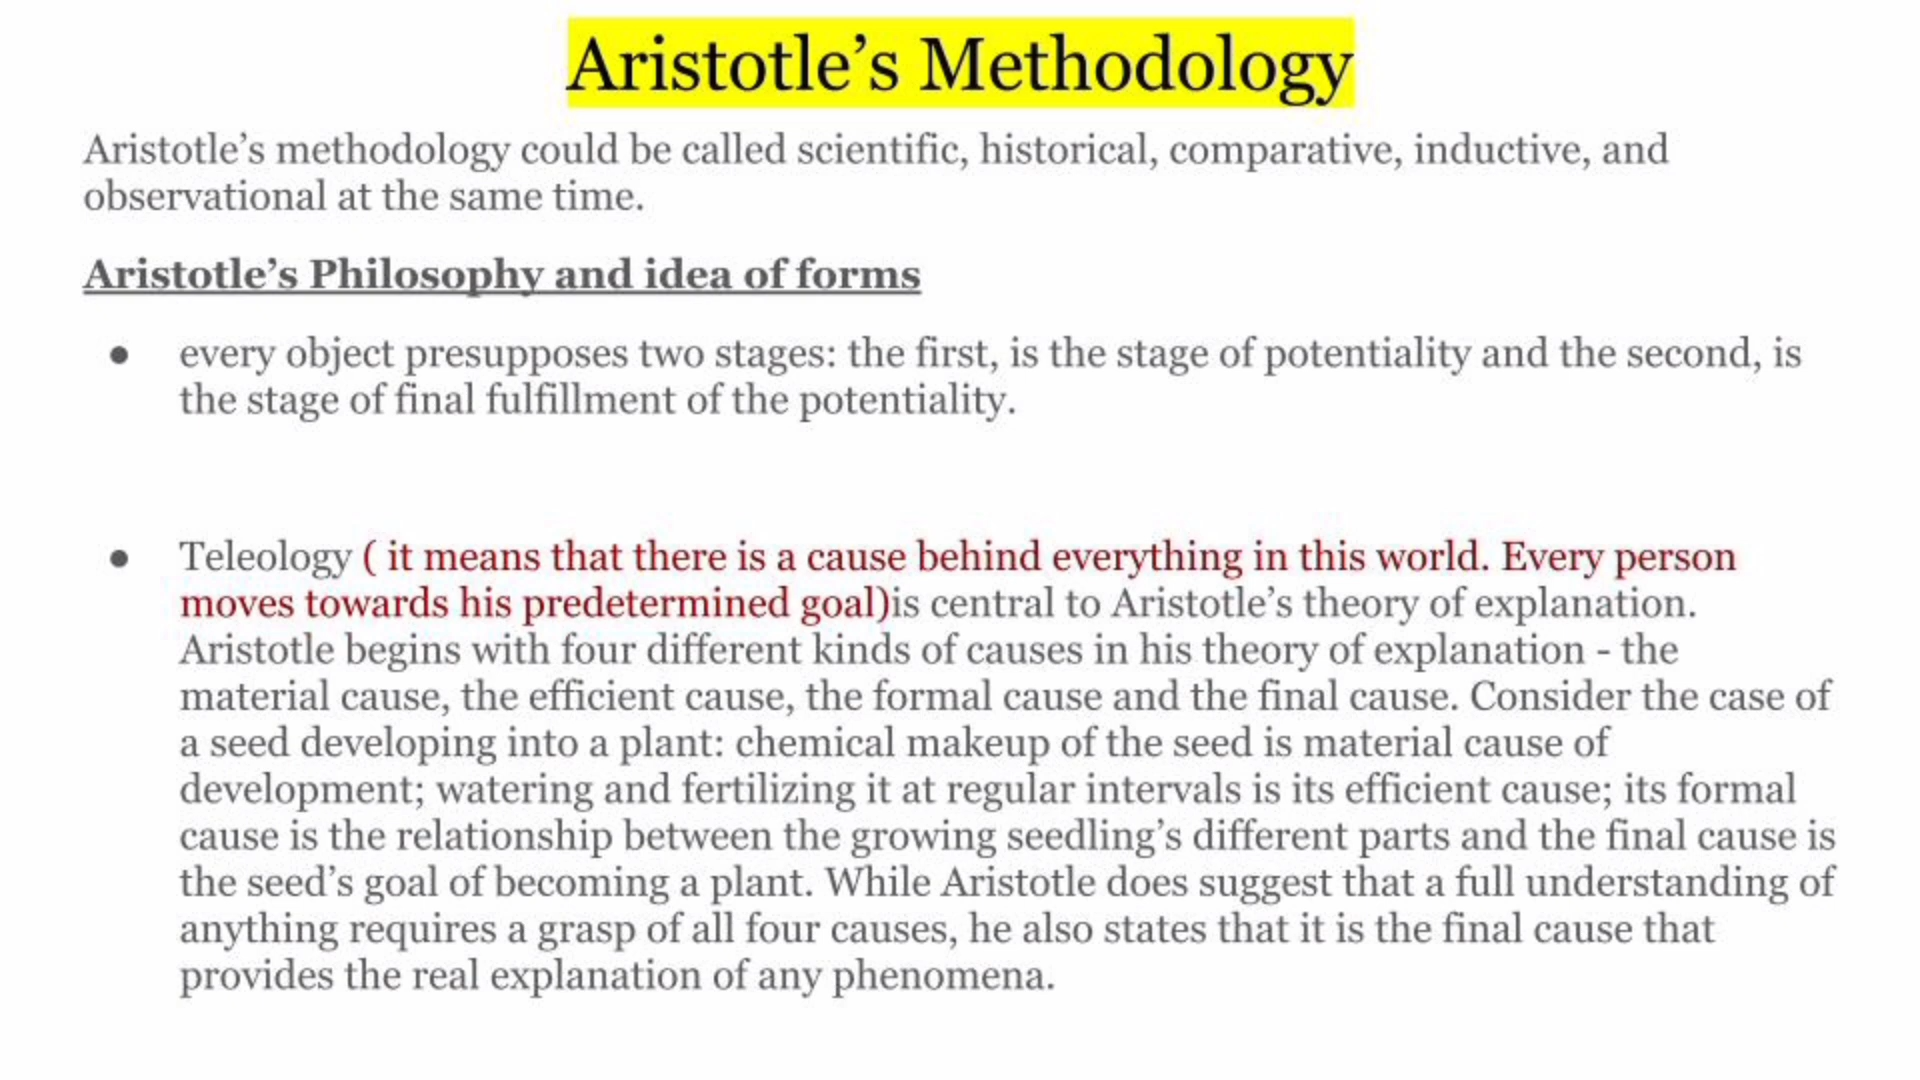 Aristotle’s Methodology
Aristotle’s methodology could be called scientific, historical, comparative, inductive, and
observational at the same time.
Aristotle’s Philosophy and idea of forms
● every object presupposes two stages: the first, is the stage of potentiality and the second, is
the stage of final fulfillment of the potentiality.
● Teleology ( it means that there is a cause behind everything in this world. Every person
moves towards his predetermined goal)is central to Aristotle’s theory of explanation.
Aristotle begins with four different kinds of causes in his theory of explanation - the
material cause, the efficient cause, the formal cause and the final cause. Consider the case of
a seed developing into a plant: chemical makeup of the seed is material cause of
development; watering and fertilizing it at regular intervals is its efficient cause; its formal
cause is the relationship between the growing seedling’s different parts and the final cause is
the seed’s goal of becoming a plant. While Aristotle does suggest that a full understanding of
anything requires a grasp of all four causes, he also states that it is the final cause that
provides the real explanation of any phenomena.